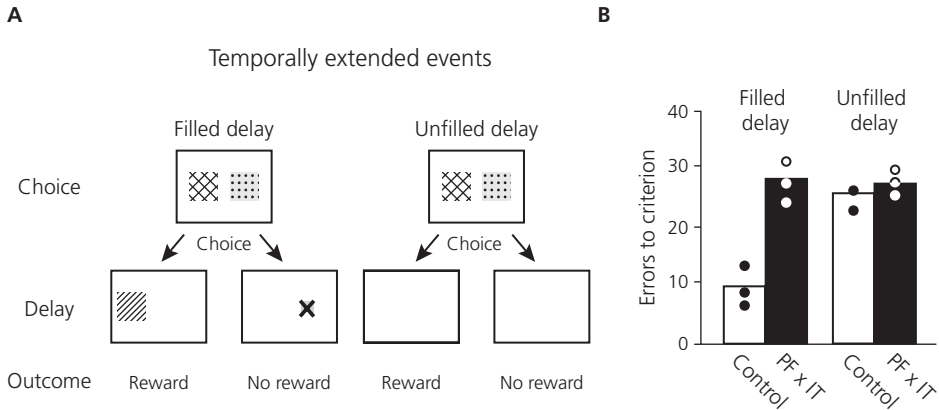 A
Temporally extended events
Filled delay
Unfilled delay
Choice
Choice
Choice
Delay
Outcome
Reward
No reward
Reward
No reward
B
Filled
delay
Unfilled
delay
Errors to criterion
40
30
20
10
0
Control
PF x IT
Control
PF x IT